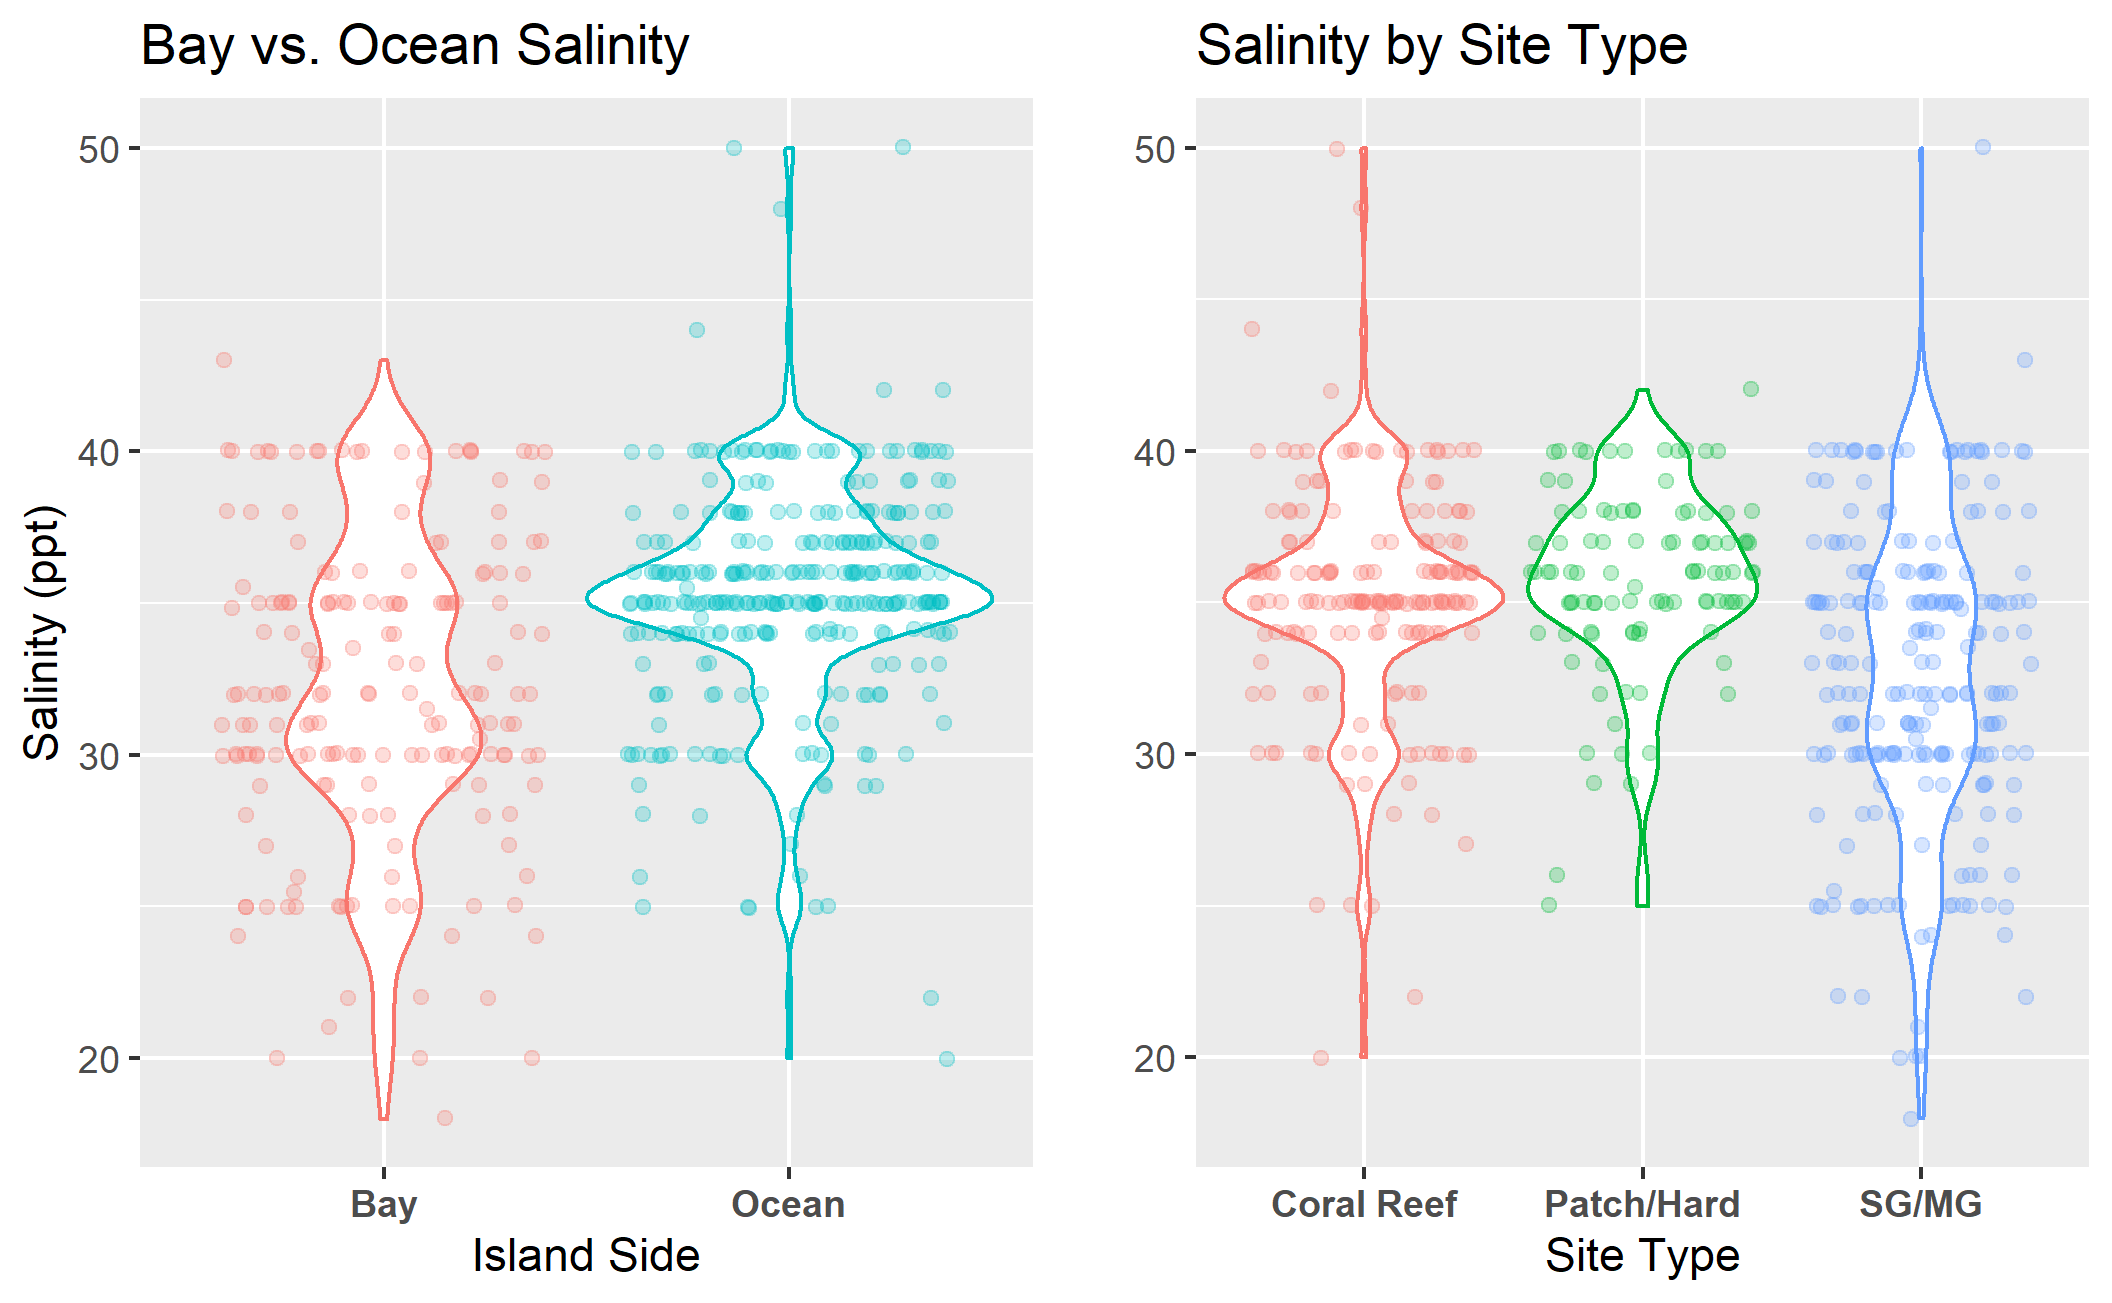 Bay vs. Ocean Salinity
Salinity (ppt)
50
40
30
20
Bay
Ocean
Island Side
Salinity by Site Type
50
40
30
20
Coral Reef
Patch/Hard
SG/MG
Site Type